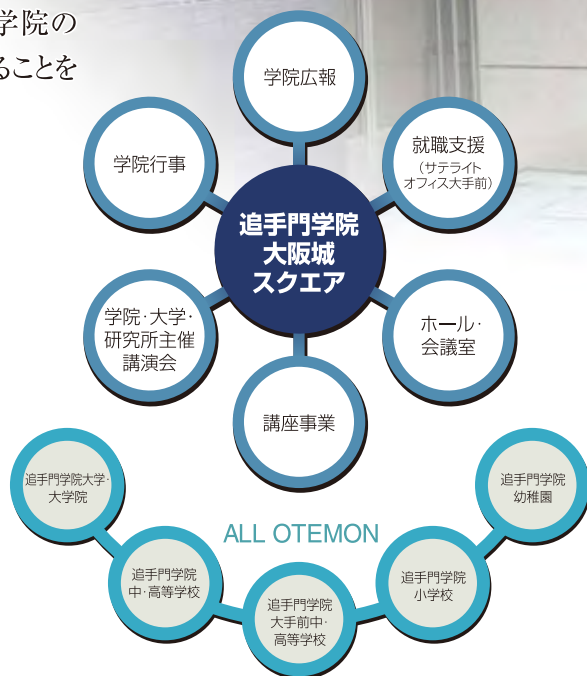 学院の
ることを
学院広報
学院行事
就職支援
(サテライト
オフィス大手前)
追手門学院
大阪城
スクエア
学院・大学・
研究所主催
講演会
ホール・
会議室
講座事業
追手門学院大学・
大学院
追手門学院
幼稚園
ALL OTEMON
追手門学院
中・高等学校
追手門学院
小学校
追手門学院
大手前中・
高等学校